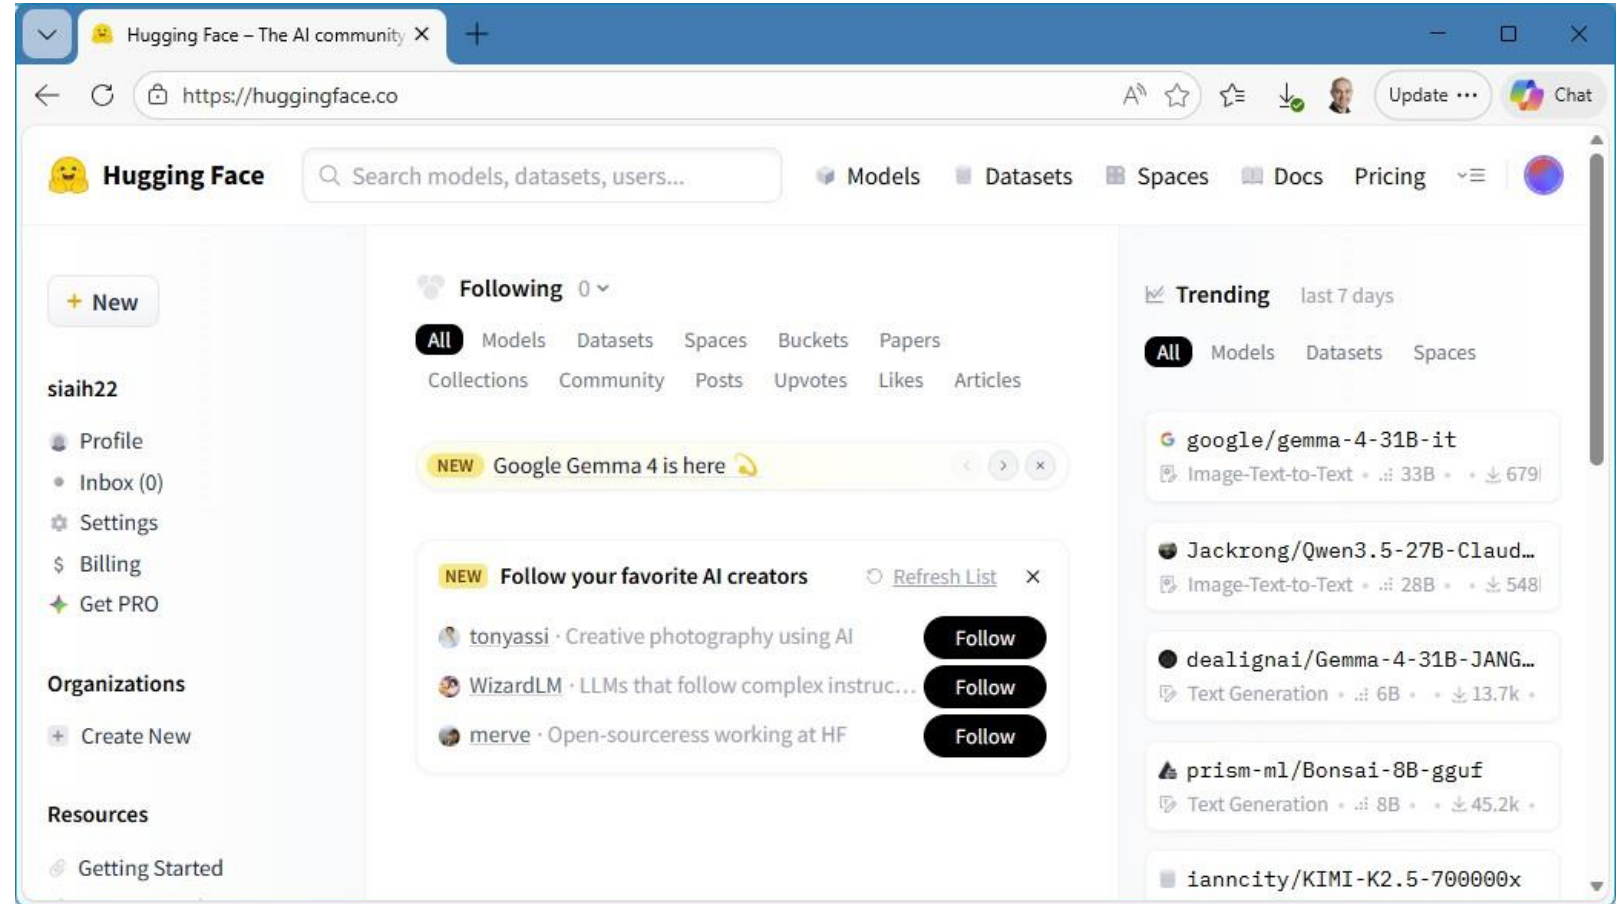 Hugging Face – The AI community
https://huggingface.co
Update
Chat
Hugging Face
Search models, datasets, users...
Models
Datasets
Spaces
Docs
Pricing
+ New
siaih22
Profile
Inbox (0)
Settings
$ Billing
Get PRO
Organizations
+ Create New
Resources
Getting Started
Following 0
All Models Datasets Spaces Buckets Papers
Collections Community Posts Upvotes Likes Articles
NEW Google Gemma 4 is here
NEW Follow your favorite AI creators Refresh List
tonyassi · Creative photography using AI Follow
WizardLM · LLMs that follow complex instruc... Follow
merve · Open-sourceress working at HF Follow
Trending last 7 days
All Models Datasets Spaces
google/gemma-4-31B-it
Image-Text-to-Text • 33B • • 679
Jackrong/Qwen3.5-27B-Claud…
Image-Text-to-Text • 28B • • 548
dealignai/Gemma-4-31B-JANG…
Text Generation • 6B • • 13.7k •
prism-ml/Bonsai-8B-gguf
Text Generation • 8B • • 45.2k •
ianncity/KIMI-K2.5-700000x